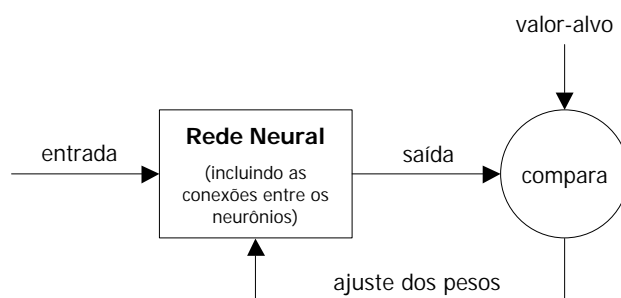 valor-alvo
entrada
Rede Neural
(incluindo as
conexões entre os
neurônios)
saída
compara
ajuste dos pesos